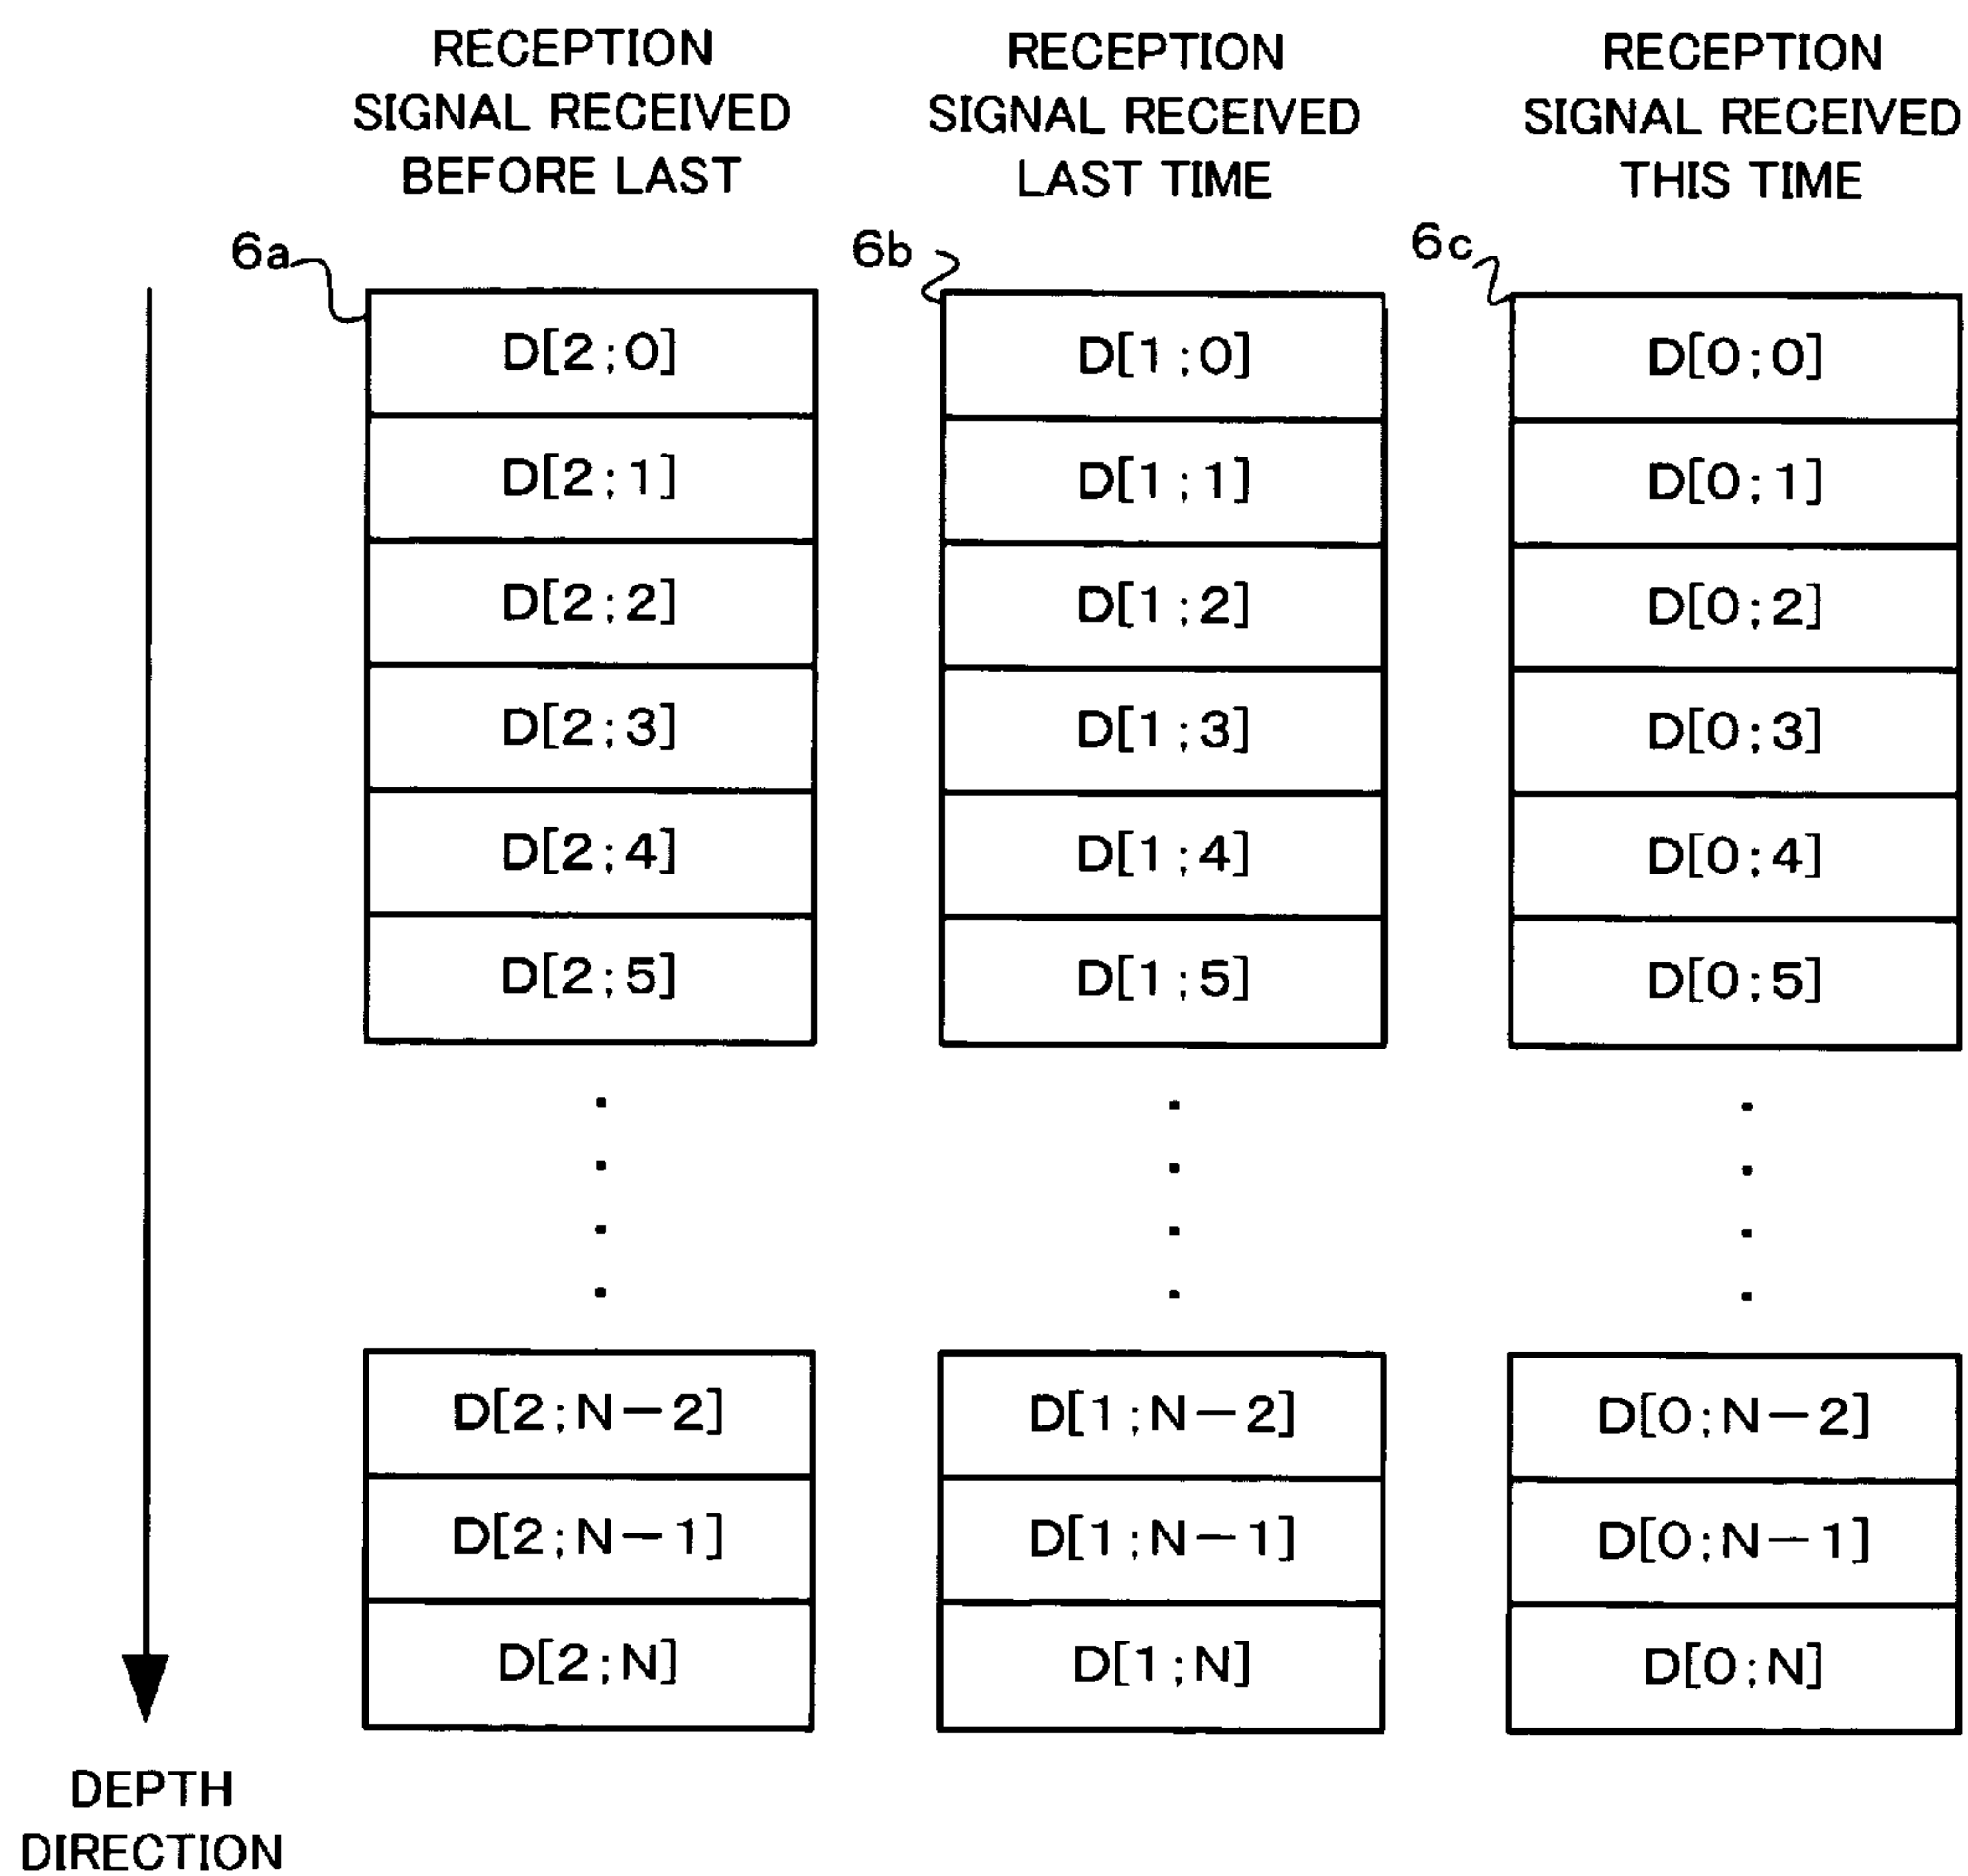 RECEPTION
SIGNAL RECEIVED
BEFORE LAST
RECEPTION
SIGNAL RECEIVED
LAST TIME
RECEPTION
SIGNAL RECEIVED
THIS TIME
6a
6b
6c
D[2;0]
D[1;0]
D[0;0]
D[2;1]
D[1;1]
D[0;1]
D[2;2]
D[1;2]
D[0;2]
D[2;3]
D[1;3]
D[0;3]
D[2;4]
D[1;4]
D[0;4]
D[2;5]
D[1;5]
D[0;5]
D[2;N−2]
D[1;N−2]
D[0;N−2]
D[2;N−1]
D[1;N−1]
D[0;N−1]
D[2;N]
D[1;N]
D[0;N]
DEPTH
DIRECTION